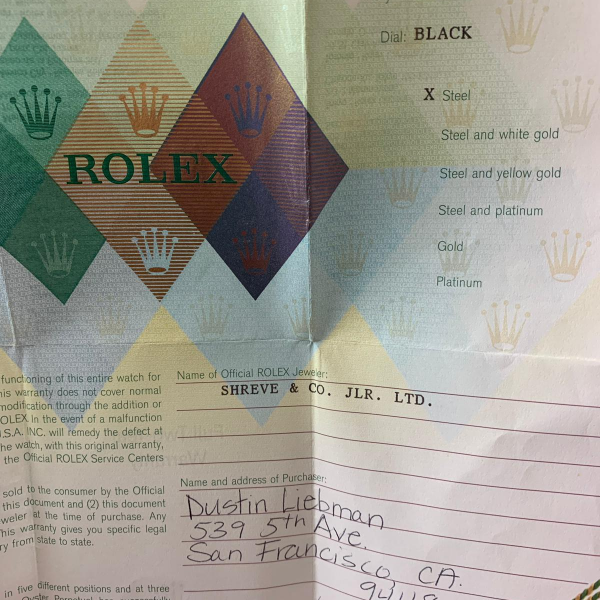 Dial: BLACK
X Steel
Steel and white gold
ROLEX
Steel and yellow gold
Steel and platinum
Gold
Platinum
functioning of this entire watch for
his warranty does not cover normal
modification through the addition or
OLEX. In the event of a malfunction
U.S.A. INC. will remedy the defect at
he watch, with this original warranty,
the Official ROLEX Service Centers
sold to the consumer by the Official
this document and (2) this document
weler at the time of purchase. Any
his warranty gives you specific legal
ry from state to state.
in five different positions and at three
Name of Official ROLEX Jeweler:
SHREVE & CO. JLR. LTD.
Name and address of Purchaser:
Dustin Liebman
539 5th Ave.
San Francisco, CA.